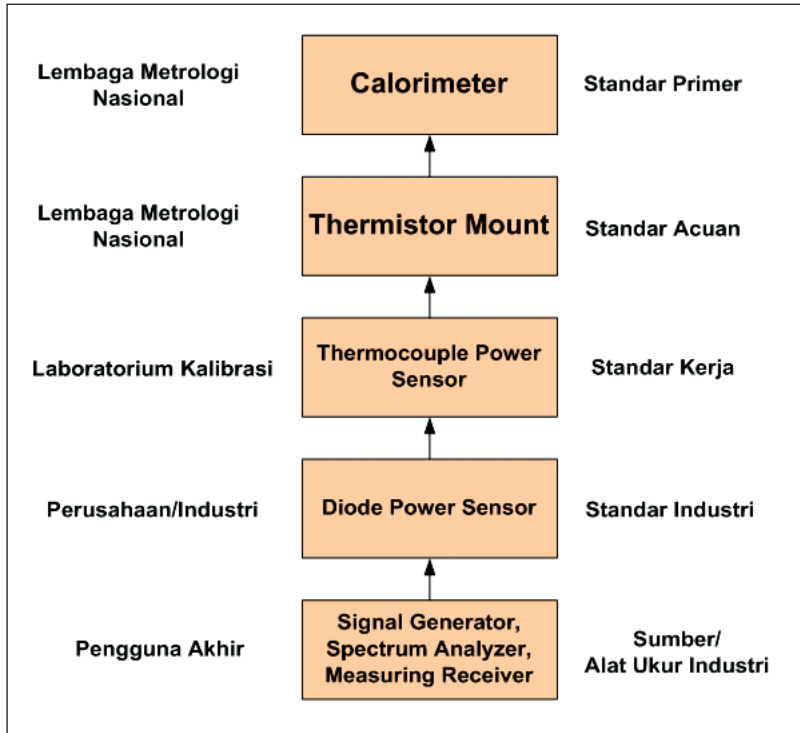 Lembaga Metrologi
Nasional
Calorimeter
Standar Primer
Lembaga Metrologi
Nasional
Thermistor Mount
Standar Acuan
Laboratorium Kalibrasi
Thermocouple Power
Sensor
Standar Kerja
Perusahaan/Industri
Diode Power Sensor
Standar Industri
Pengguna Akhir
Signal Generator,
Spectrum Analyzer,
Measuring Receiver
Sumber/
Alat Ukur Industri